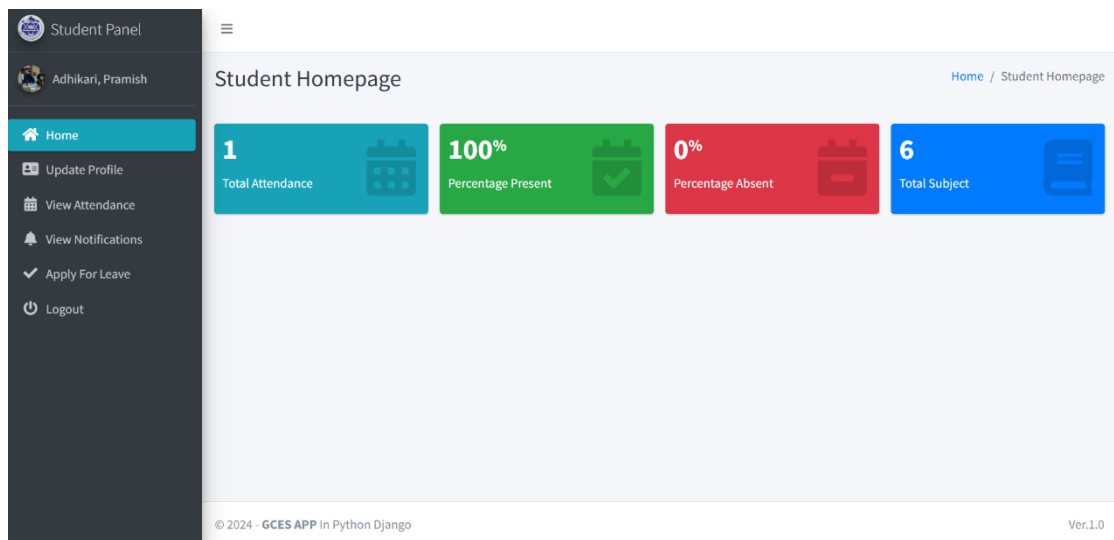 Student Panel
Adhikari, Pramish
Home
Update Profile
View Attendance
View Notifications
Apply For Leave
Logout
Student Homepage
Home / Student Homepage
1
Total Attendance
100%
Percentage Present
0%
Percentage Absent
6
Total Subject
© 2024 - GCES APP In Python Django
Ver.1.0